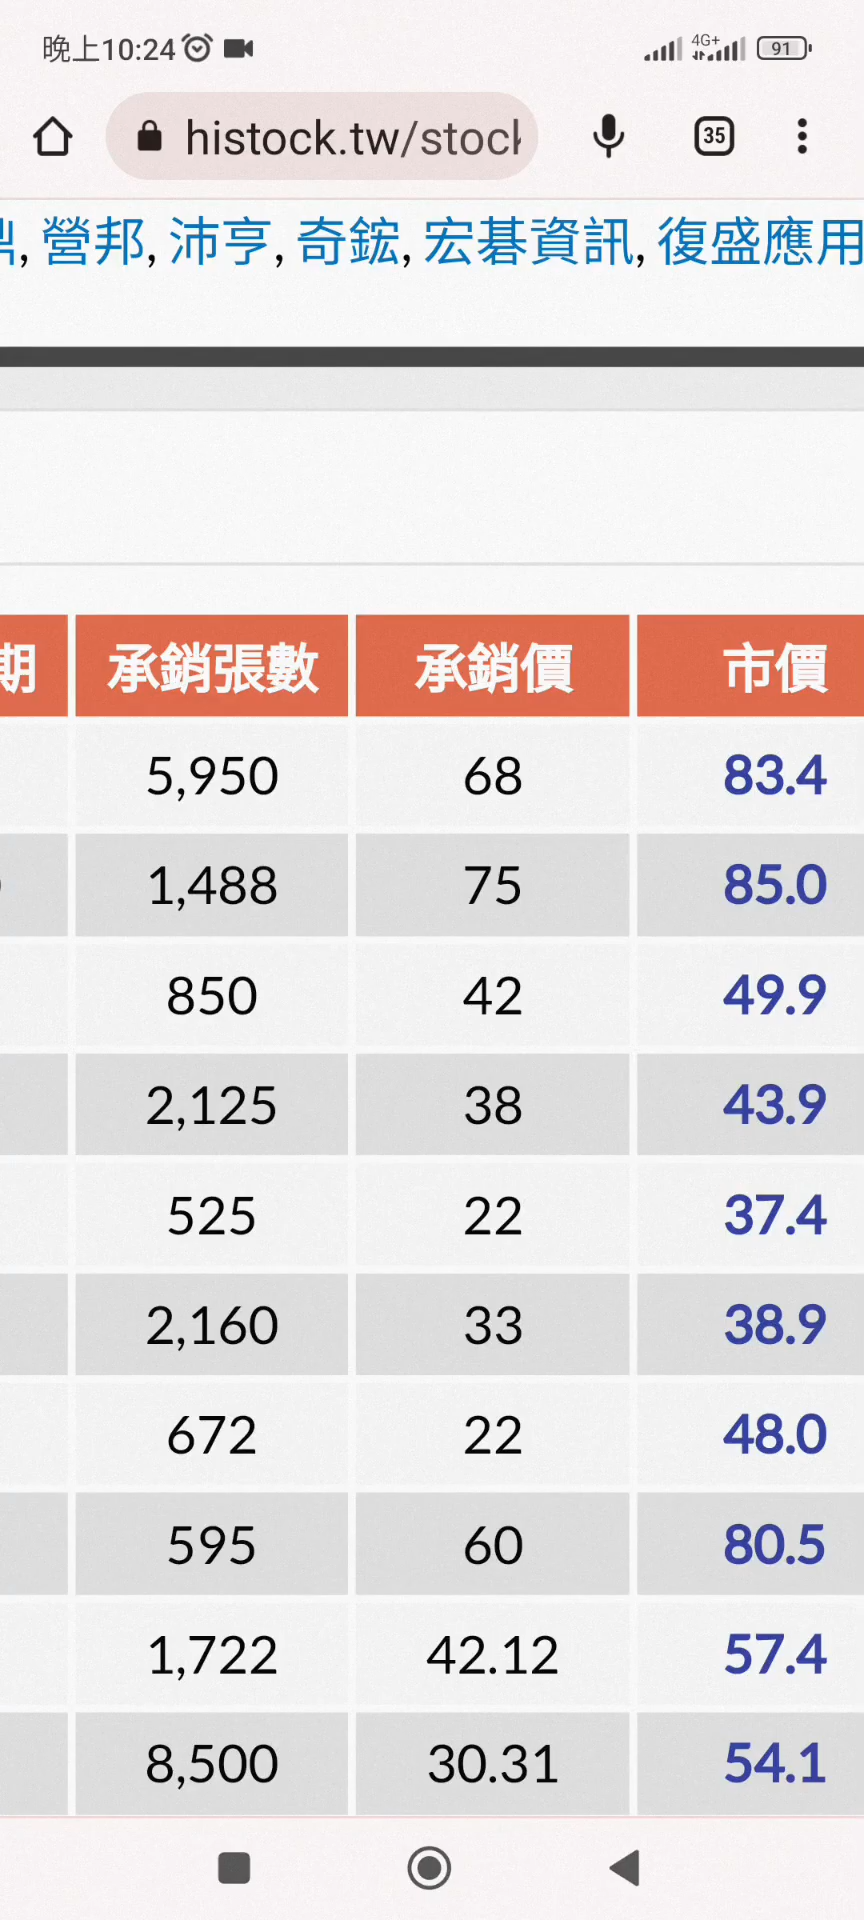 晚上10:24 4G+ 91
histock.tw/stock 35
, 營邦, 沛亨, 奇鋐, 宏碁資訊, 復盛應用
期 承銷張數 承銷價 市價
5,950 68 83.4
1,488 75 85.0
850 42 49.9
2,125 38 43.9
525 22 37.4
2,160 33 38.9
672 22 48.0
595 60 80.5
1,722 42.12 57.4
8,500 30.31 54.1